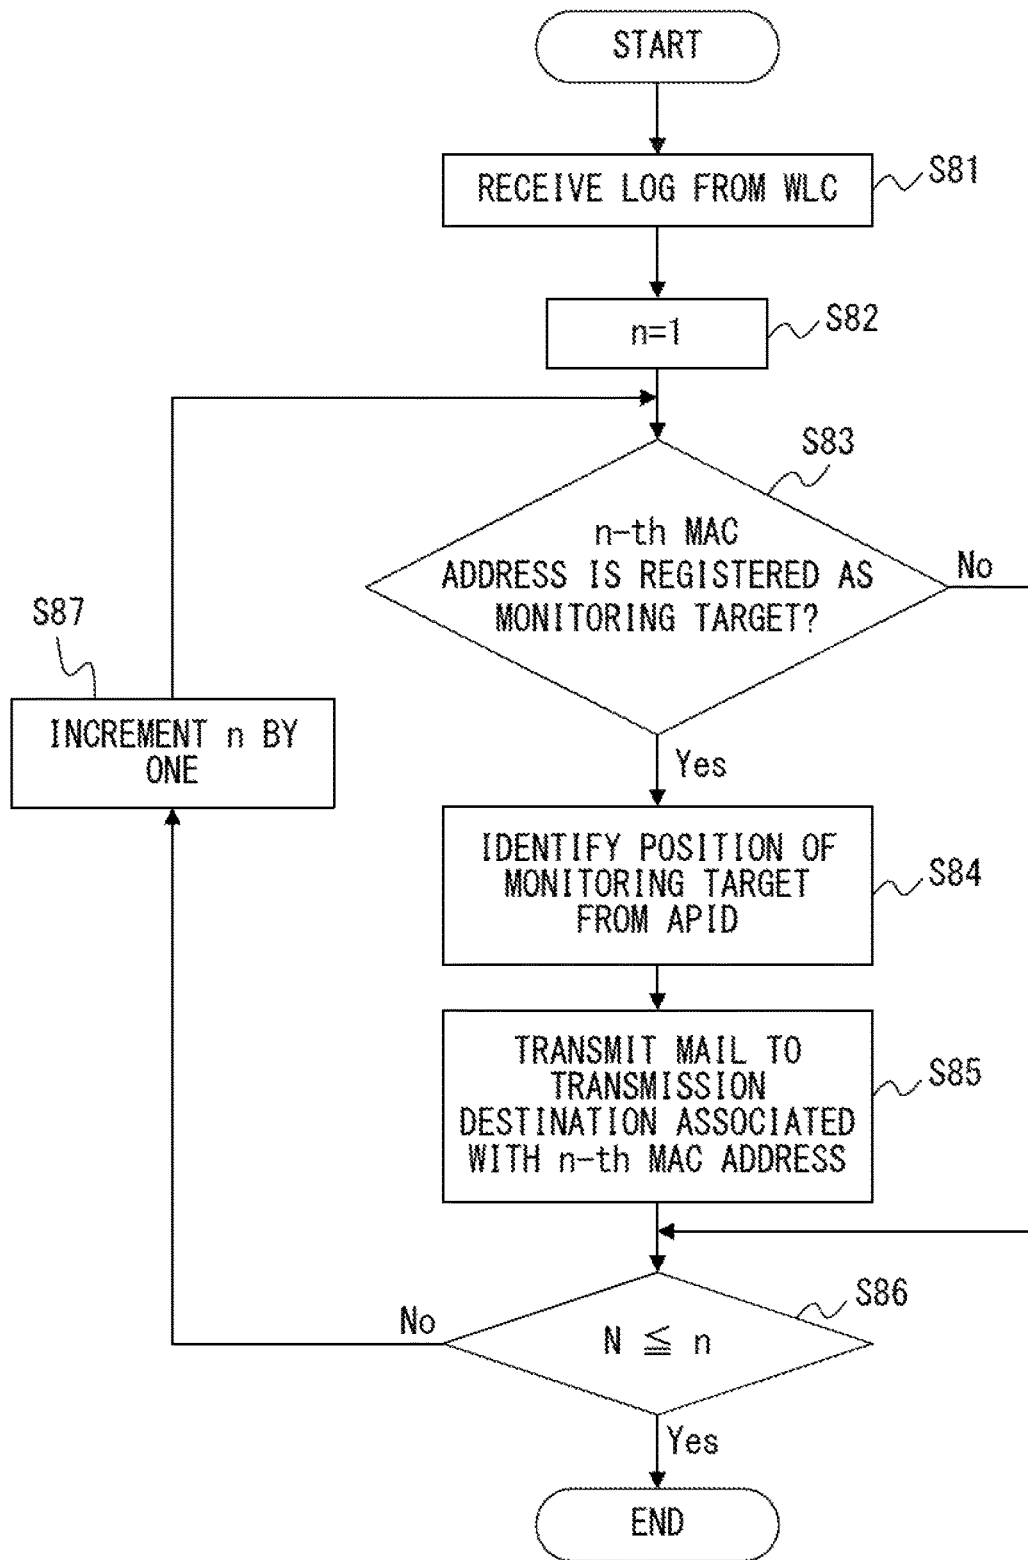 START
RECEIVE LOG FROM WLC
S81
n=1
S82
S83
n-th MAC
ADDRESS IS REGISTERED AS
MONITORING TARGET?
No
S87
INCREMENT n BY
ONE
Yes
IDENTIFY POSITION OF
MONITORING TARGET
FROM APID
S84
TRANSMIT MAIL TO
TRANSMISSION
DESTINATION ASSOCIATED
WITH n-th MAC ADDRESS
S85
S86
No
N ≦ n
Yes
END